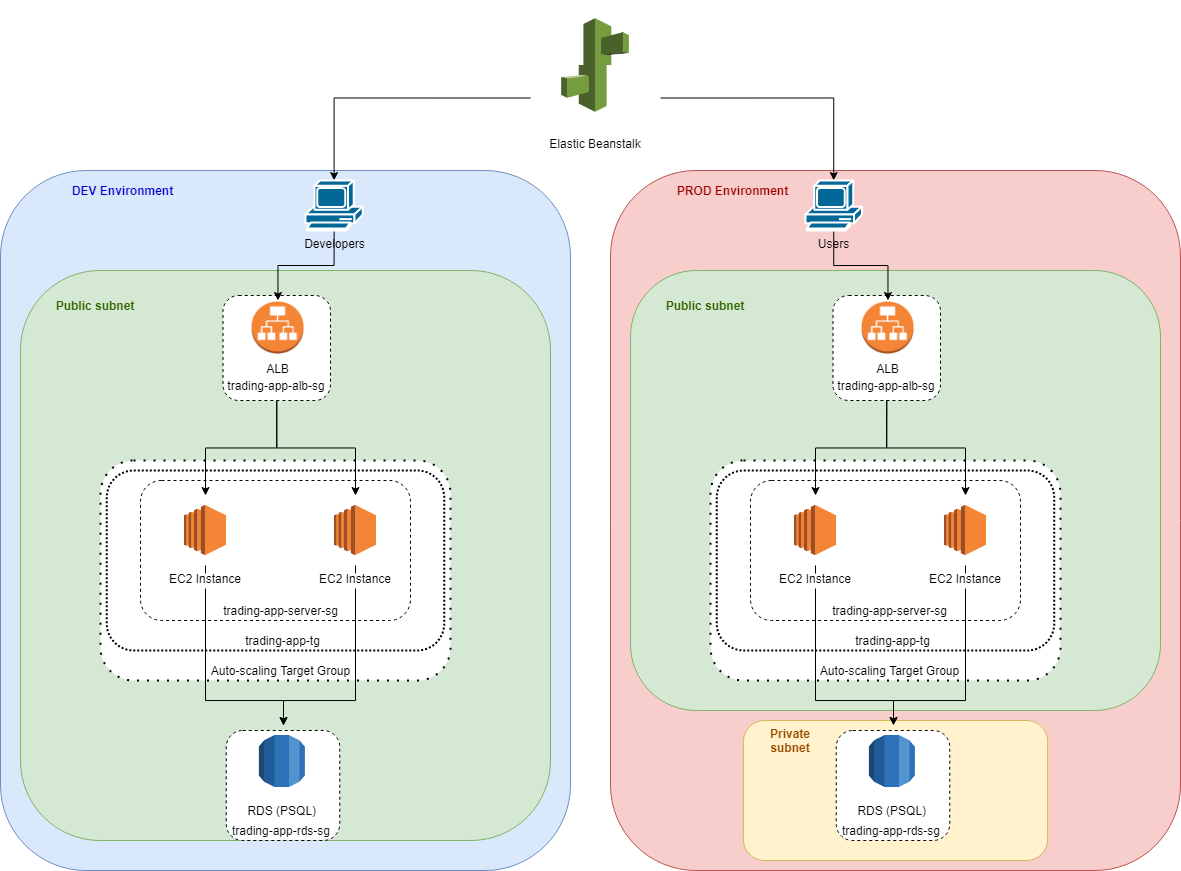 Elastic Beanstalk
DEV Environment
Developers
Public subnet
ALB
trading-app-alb-sg
EC2 Instance
EC2 Instance
trading-app-server-sg
trading-app-tg
Auto-scaling Target Group
RDS (PSQL)
trading-app-rds-sg
PROD Environment
Users
Public subnet
ALB
trading-app-alb-sg
EC2 Instance
EC2 Instance
trading-app-server-sg
trading-app-tg
Auto-scaling Target Group
Private
subnet
RDS (PSQL)
trading-app-rds-sg